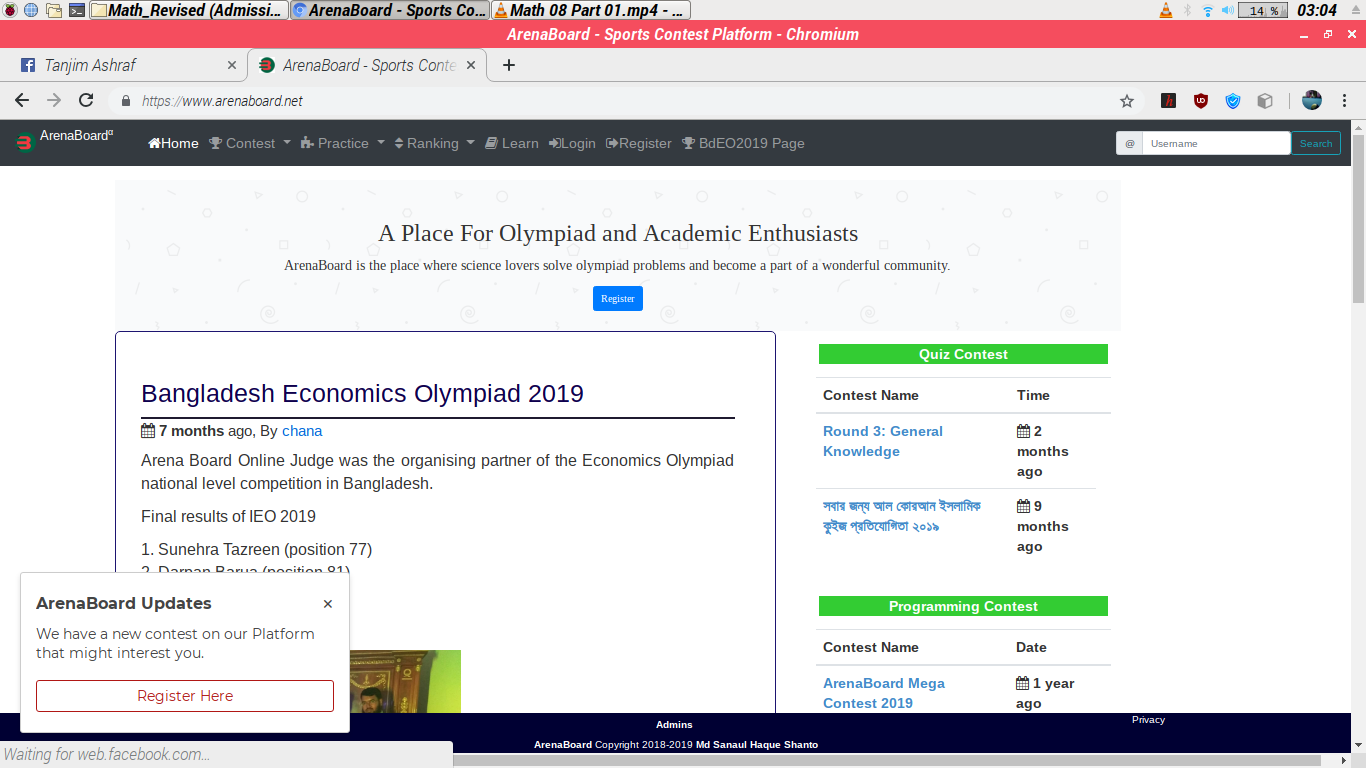 Math_Revised (Admissi...
ArenaBoard - Sports Co...
Math 08 Part 01.mp4 - ...
14 %
03:04
ArenaBoard - Sports Contest Platform - Chromium
Tanjim Ashraf
ArenaBoard - Sports Conte
https://www.arenaboard.net
ArenaBoardα
Home
Contest
Practice
Ranking
Learn
Login
Register
BdEO2019 Page
@
Username
Search
A Place For Olympiad and Academic Enthusiasts
ArenaBoard is the place where science lovers solve olympiad problems and become a part of a wonderful community.
Register
Bangladesh Economics Olympiad 2019
7 months ago, By chana
Arena Board Online Judge was the organising partner of the Economics Olympiad
national level competition in Bangladesh.
Final results of IEO 2019
1. Sunehra Tazreen (position 77)
2. Darpan Barua (position 81)
Quiz Contest
Contest Name
Time
Round 3: General
Knowledge
2
months
ago
সবার জন্য আল কোরআন ইসলামিক
কুইজ প্রতিযোগিতা ২০১৯
9
months
ago
Programming Contest
Contest Name
Date
ArenaBoard Mega
Contest 2019
1 year
ago
ArenaBoard Updates
×
We have a new contest on our Platform
that might interest you.
Register Here
Admins
Privacy
ArenaBoard Copyright 2018-2019 Md Sanaul Haque Shanto
Waiting for web.facebook.com...